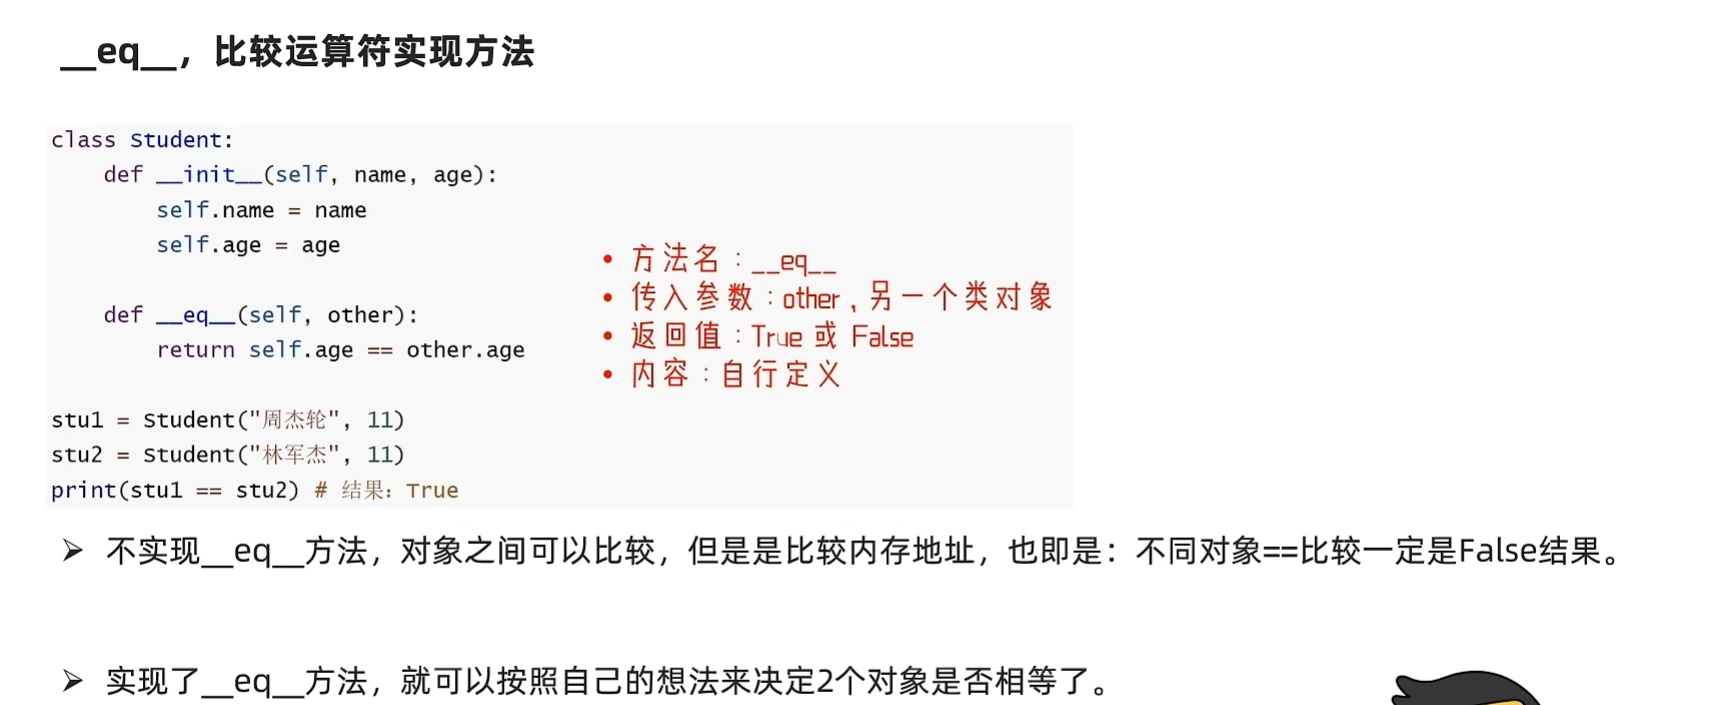 __eq__，比较运算符实现方法
class Student:
    def __init__(self, name, age):
        self.name = name
        self.age = age
    def __eq__(self, other):
        return self.age == other.age
stu1 = Student("周杰轮", 11)
stu2 = Student("林军杰", 11)
print(stu1 == stu2) # 结果：True
• 方法名：__eq__
• 传入参数：other，另一个类对象
• 返回值：True 或 False
• 内容：自行定义
➢ 不实现__eq__方法，对象之间可以比较，但是是比较内存地址，也即是：不同对象==比较一定是False结果。
➢ 实现了__eq__方法，就可以按照自己的想法来决定2个对象是否相等了。